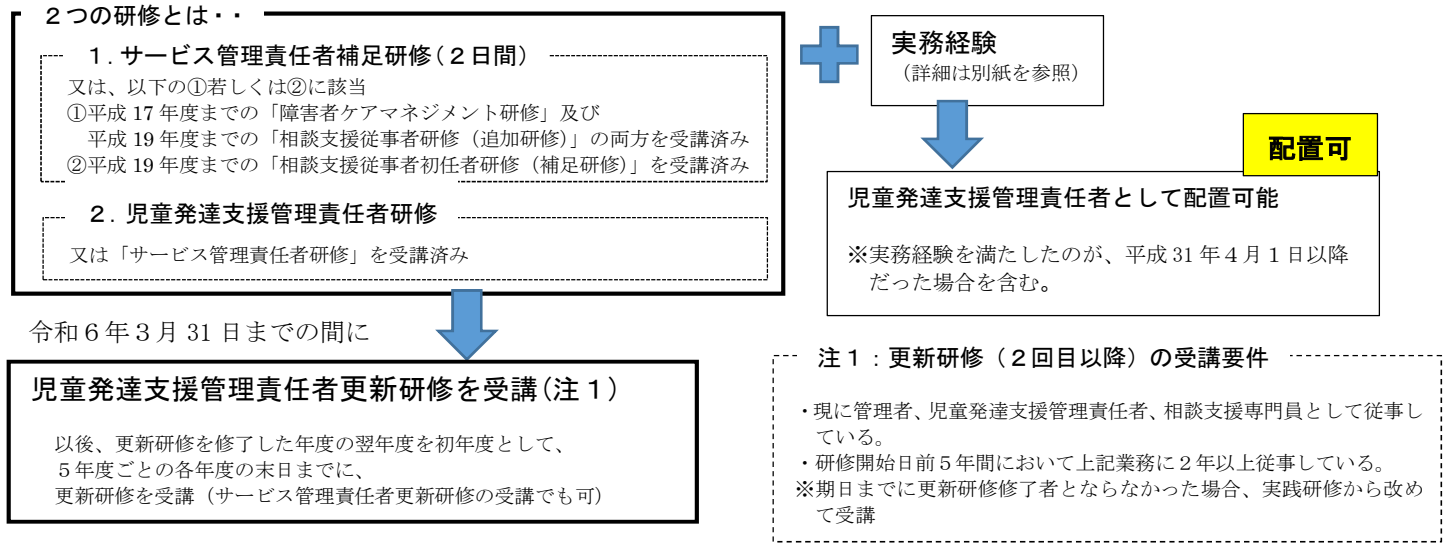 ２つの研修とは・・
１．サービス管理責任者補足研修（２日間）
又は、以下の①若しくは②に該当
①平成 17 年度までの「障害者ケアマネジメント研修」及び
平成 19 年度までの「相談支援従事者研修（追加研修）」の両方を受講済み
②平成 19 年度までの「相談支援従事者初任者研修（補足研修）」を受講済み
２．児童発達支援管理責任者研修
又は「サービス管理責任者研修」を受講済み
実務経験
（詳細は別紙を参照）
配置可
児童発達支援管理責任者として配置可能
※実務経験を満たしたのが、平成 31 年４月１日以降
だった場合を含む。
令和６年３月 31 日までの間に
児童発達支援管理責任者更新研修を受講（注１）
以後、更新研修を修了した年度の翌年度を初年度として、
５年度ごとの各年度の末日までに、
更新研修を受講（サービス管理責任者更新研修の受講でも可）
注１：更新研修（２回目以降）の受講要件
・現に管理者、児童発達支援管理責任者、相談支援専門員として従事し
ている。
・研修開始日前５年間において上記業務に２年以上従事している。
※期日までに更新研修修了者とならなかった場合、実践研修から改め
て受講